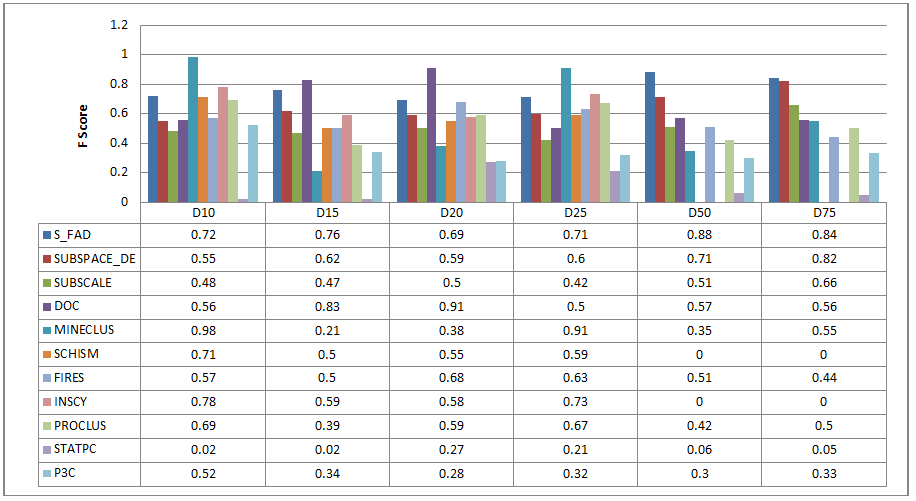 1.2
1
0.8
0.6
0.4
0.2
0
F Score
D10 D15 D20 D25 D50 D75
S_FAD 0.72 0.76 0.69 0.71 0.88 0.84
SUBSPACE_DE 0.55 0.62 0.59 0.6 0.71 0.82
SUBSCALE 0.48 0.47 0.5 0.42 0.51 0.66
DOC 0.56 0.83 0.91 0.5 0.57 0.56
MINECLUS 0.98 0.21 0.38 0.91 0.35 0.55
SCHISM 0.71 0.5 0.55 0.59 0 0
FIRES 0.57 0.5 0.68 0.63 0.51 0.44
INSCY 0.78 0.59 0.58 0.73 0 0
PROCLUS 0.69 0.39 0.59 0.67 0.42 0.5
STATPC 0.02 0.02 0.27 0.21 0.06 0.05
P3C 0.52 0.34 0.28 0.32 0.3 0.33